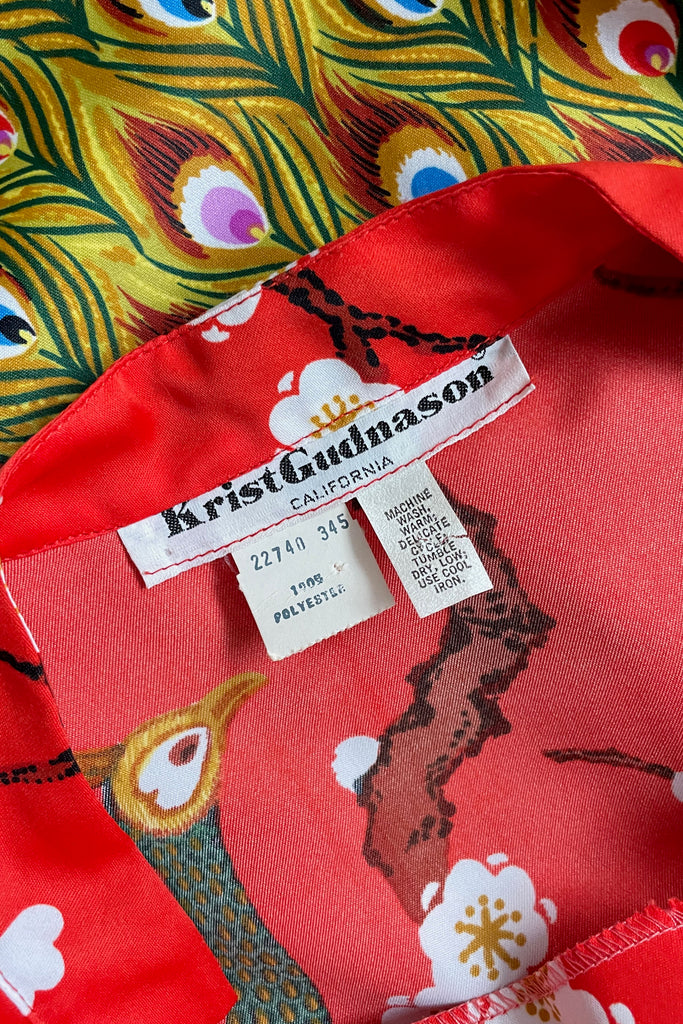 KristGudnason®
CALIFORNIA
22740 345
100% POLYESTER
MACHINE
WASH,
WARM;
DELICATE
CYCLE;
TUMBLE
DRY, LOW;
USE COOL
IRON.